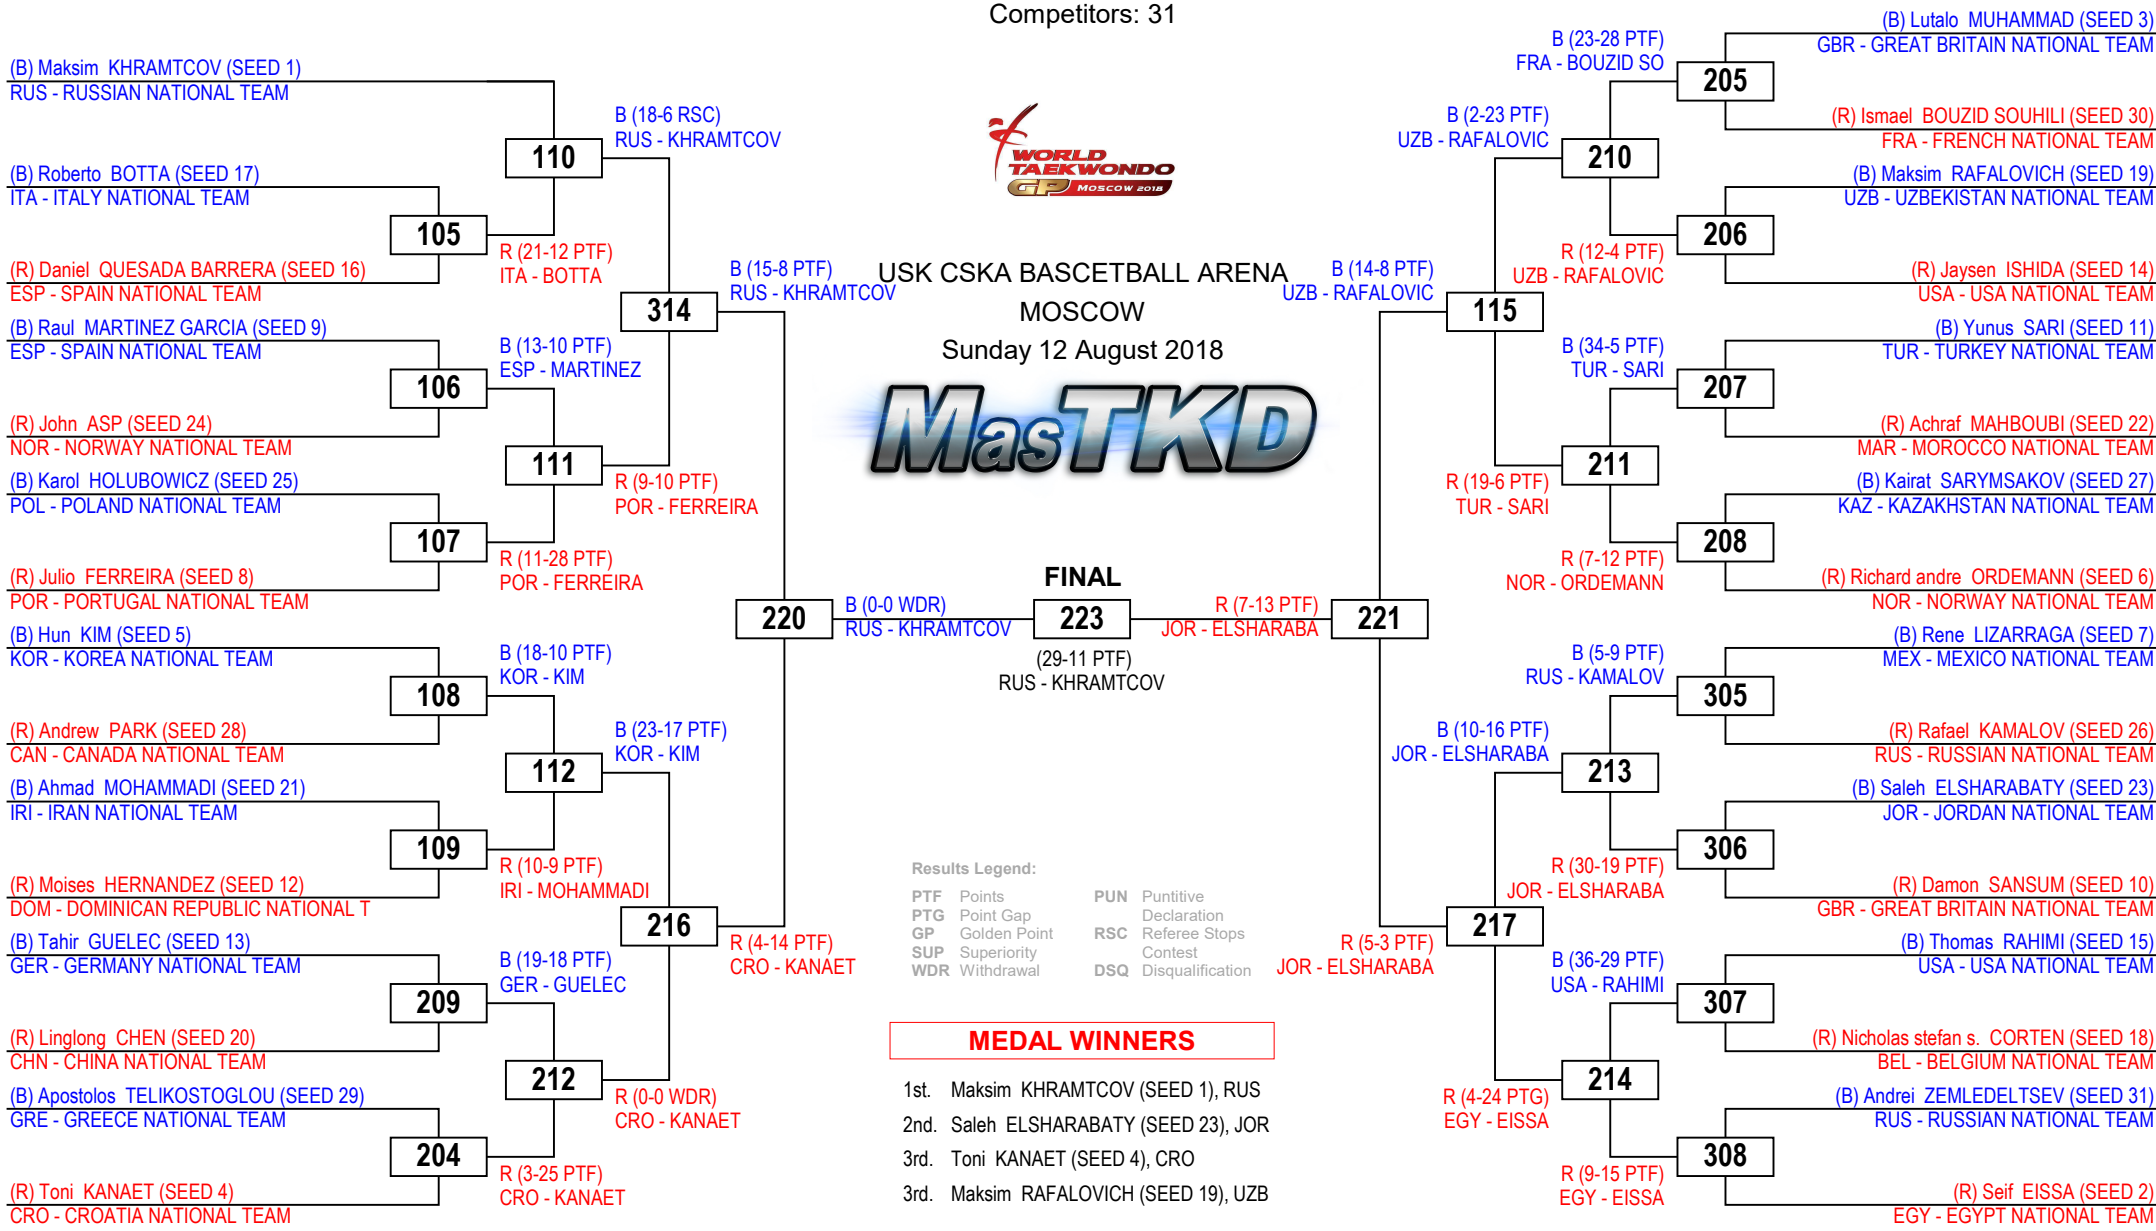 Competitors: 31
(B) Maksim KHRAMTCOV (SEED 1)
RUS - RUSSIAN NATIONAL TEAM
(B) Roberto BOTTA (SEED 17)
ITA - ITALY NATIONAL TEAM
(R) Daniel QUESADA BARRERA (SEED 16)
ESP - SPAIN NATIONAL TEAM
(B) Raul MARTINEZ GARCIA (SEED 9)
ESP - SPAIN NATIONAL TEAM
(R) John ASP (SEED 24)
NOR - NORWAY NATIONAL TEAM
(B) Karol HOLUBOWICZ (SEED 25)
POL - POLAND NATIONAL TEAM
(R) Julio FERREIRA (SEED 8)
POR - PORTUGAL NATIONAL TEAM
(B) Hun KIM (SEED 5)
KOR - KOREA NATIONAL TEAM
(R) Andrew PARK (SEED 28)
CAN - CANADA NATIONAL TEAM
(B) Ahmad MOHAMMADI (SEED 21)
IRI - IRAN NATIONAL TEAM
(R) Moises HERNANDEZ (SEED 12)
DOM - DOMINICAN REPUBLIC NATIONAL T
(B) Tahir GUELEC (SEED 13)
GER - GERMANY NATIONAL TEAM
(R) Linglong CHEN (SEED 20)
CHN - CHINA NATIONAL TEAM
(B) Apostolos TELIKOSTOGLOU (SEED 29)
GRE - GREECE NATIONAL TEAM
(R) Toni KANAET (SEED 4)
CRO - CROATIA NATIONAL TEAM
105
106
107
108
109
209
204
R (21-12 PTF)
ITA - BOTTA
B (13-10 PTF)
ESP - MARTINEZ
R (11-28 PTF)
POR - FERREIRA
B (18-10 PTF)
KOR - KIM
R (10-9 PTF)
IRI - MOHAMMADI
B (19-18 PTF)
GER - GUELEC
R (3-25 PTF)
CRO - KANAET
110
111
112
212
B (18-6 RSC)
RUS - KHRAMTCOV
R (9-10 PTF)
POR - FERREIRA
B (23-17 PTF)
KOR - KIM
R (0-0 WDR)
CRO - KANAET
314
216
B (15-8 PTF)
RUS - KHRAMTCOV
R (4-14 PTF)
CRO - KANAET
220
B (0-0 WDR)
RUS - KHRAMTCOV
WORLD
TAEKWONDO
GP MOSCOW 2018
USK CSKA BASCETBALL ARENA
MOSCOW
Sunday 12 August 2018
MasTKD
FINAL
223
(29-11 PTF)
RUS - KHRAMTCOV
Results Legend:
PTF Points
PTG Point Gap
GP Golden Point
SUP Superiority
WDR Withdrawal
PUN Puntitive
Declaration
RSC Referee Stops
Contest
DSQ Disqualification
MEDAL WINNERS
1st. Maksim KHRAMTCOV (SEED 1), RUS
2nd. Saleh ELSHARABATY (SEED 23), JOR
3rd. Toni KANAET (SEED 4), CRO
3rd. Maksim RAFALOVICH (SEED 19), UZB
R (7-13 PTF)
JOR - ELSHARABA
221
B (14-8 PTF)
UZB - RAFALOVIC
R (5-3 PTF)
JOR - ELSHARABA
115
217
B (2-23 PTF)
UZB - RAFALOVIC
R (19-6 PTF)
TUR - SARI
B (10-16 PTF)
JOR - ELSHARABA
R (4-24 PTG)
EGY - EISSA
210
211
213
214
B (23-28 PTF)
FRA - BOUZID SO
R (12-4 PTF)
UZB - RAFALOVIC
B (34-5 PTF)
TUR - SARI
R (7-12 PTF)
NOR - ORDEMANN
B (5-9 PTF)
RUS - KAMALOV
R (30-19 PTF)
JOR - ELSHARABA
B (36-29 PTF)
USA - RAHIMI
R (9-15 PTF)
EGY - EISSA
205
206
207
208
305
306
307
308
(B) Lutalo MUHAMMAD (SEED 3)
GBR - GREAT BRITAIN NATIONAL TEAM
(R) Ismael BOUZID SOUHILI (SEED 30)
FRA - FRENCH NATIONAL TEAM
(B) Maksim RAFALOVICH (SEED 19)
UZB - UZBEKISTAN NATIONAL TEAM
(R) Jaysen ISHIDA (SEED 14)
USA - USA NATIONAL TEAM
(B) Yunus SARI (SEED 11)
TUR - TURKEY NATIONAL TEAM
(R) Achraf MAHBOUBI (SEED 22)
MAR - MOROCCO NATIONAL TEAM
(B) Kairat SARYMSAKOV (SEED 27)
KAZ - KAZAKHSTAN NATIONAL TEAM
(R) Richard andre ORDEMANN (SEED 6)
NOR - NORWAY NATIONAL TEAM
(B) Rene LIZARRAGA (SEED 7)
MEX - MEXICO NATIONAL TEAM
(R) Rafael KAMALOV (SEED 26)
RUS - RUSSIAN NATIONAL TEAM
(B) Saleh ELSHARABATY (SEED 23)
JOR - JORDAN NATIONAL TEAM
(R) Damon SANSUM (SEED 10)
GBR - GREAT BRITAIN NATIONAL TEAM
(B) Thomas RAHIMI (SEED 15)
USA - USA NATIONAL TEAM
(R) Nicholas stefan s. CORTEN (SEED 18)
BEL - BELGIUM NATIONAL TEAM
(B) Andrei ZEMLEDELTSEV (SEED 31)
RUS - RUSSIAN NATIONAL TEAM
(R) Seif EISSA (SEED 2)
EGY - EGYPT NATIONAL TEAM